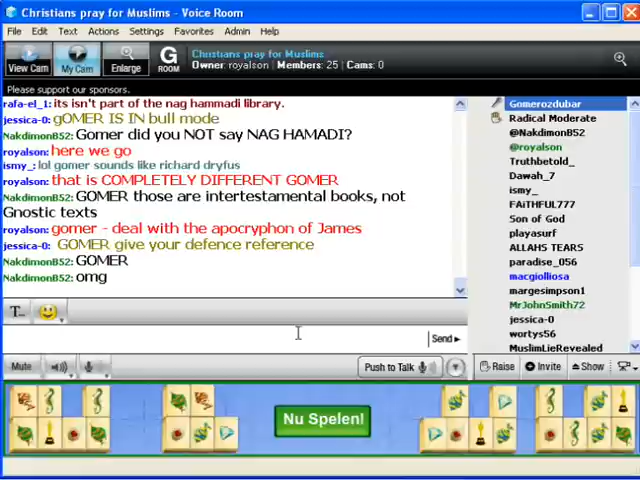 Christians pray for Muslims - Voice Room
File Edit Text Actions Settings Favorites Admin Help
View Cam My Cam Enlarge G ROOM Christians pray for Muslims
Owner: royalson | Members: 25 | Cams: 0
Please support our sponsors.
rafa-el_1: its isn't part of the nag hammadi library.
jessica-0: gOMER IS IN bull mode
NakdimonB52: Gomer did you NOT say NAG HAMADI?
royalson: here we go
ismy_: lol gomer sounds like richard dryfus
royalson: that is COMPLETELY DIFFERENT GOMER
NakdimonB52: GOMER those are intertestamental books, not
Gnostic texts
royalson: gomer - deal with the apocryphon of James
jessica-0: GOMER give your defence reference
NakdimonB52: GOMER
NakdimonB52: omg
Gomerozdubar
Radical Moderate
@NakdimonB52
@royalson
Truthbetold_
Dawah_7
ismy_
FAiTHFUL777
Son of God
playasurf
ALLAHS TEARS
paradise_056
macgiolliosa
margesimpson1
MrJohnSmith72
jessica-0
wortys56
MuslimLieRevealed
T...
Send
Mute Push to Talk Raise Invite Show
Nu Spelen!